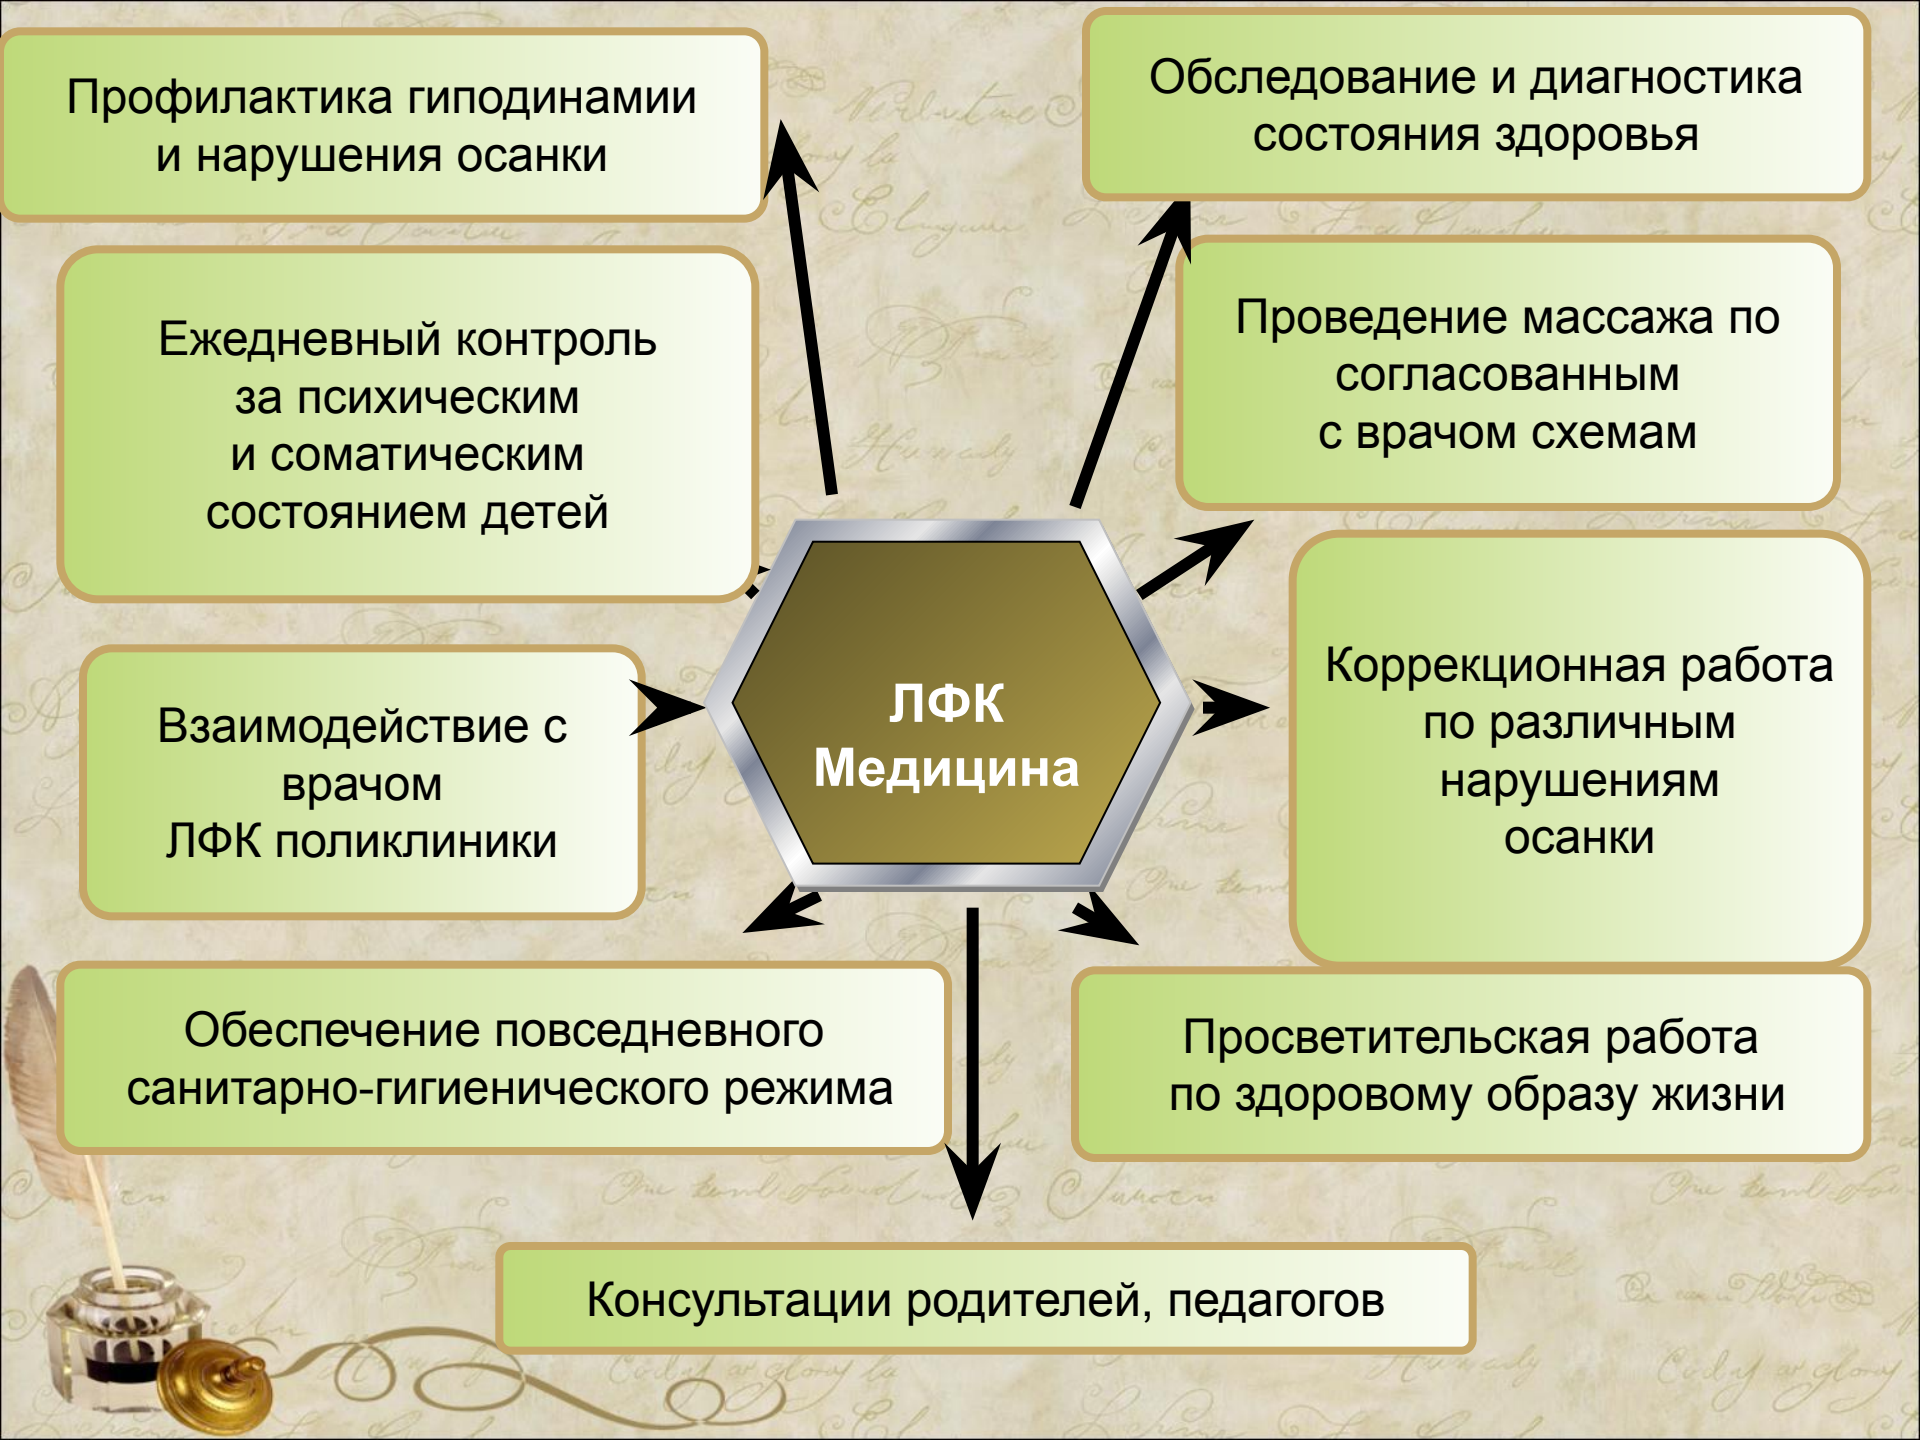 Профилактика гиподинамии
и нарушения осанки
Обследование и диагностика
состояния здоровья
Ежедневный контроль
за психическим
и соматическим
состоянием детей
Проведение массажа по
согласованным
с врачом схемам
Взаимодействие с
врачом
ЛФК поликлиники
ЛФК
Медицина
Коррекционная работа
по различным
нарушениям
осанки
Обеспечение повседневного
санитарно-гигиенического режима
Просветительская работа
по здоровому образу жизни
Консультации родителей, педагогов